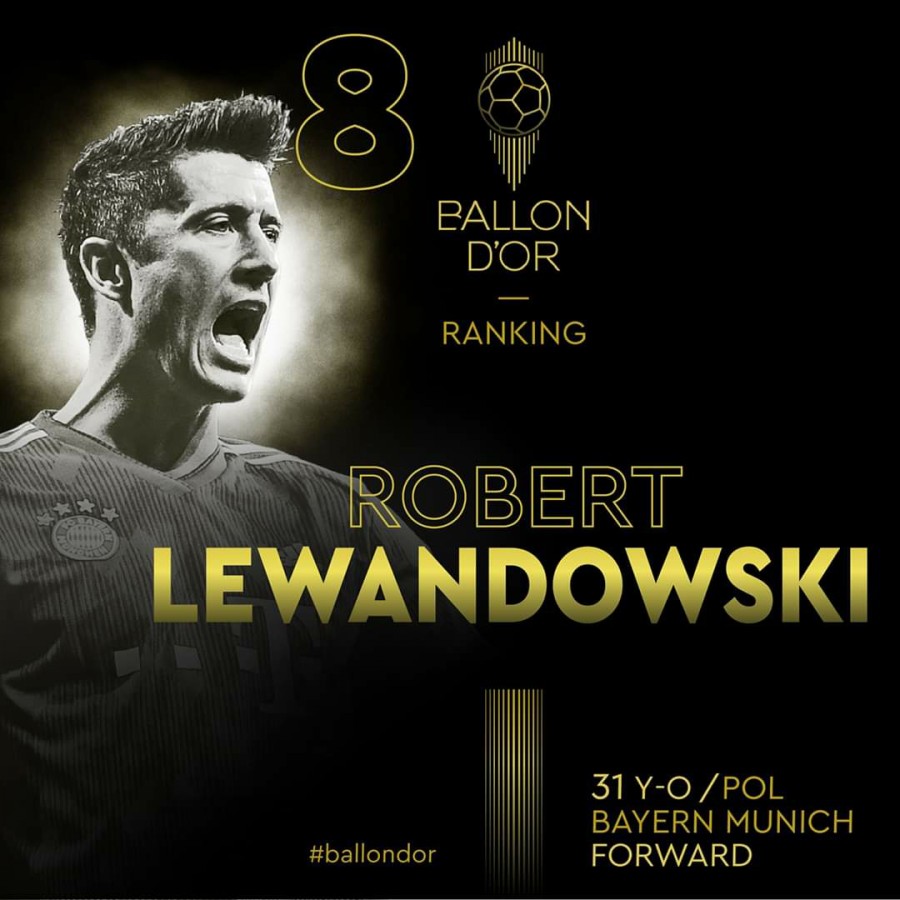 8
BALLON
D'OR
—
RANKING
ROBERT
LEWANDOWSKI
31 Y-O / POL
BAYERN MUNICH
FORWARD
#ballondor